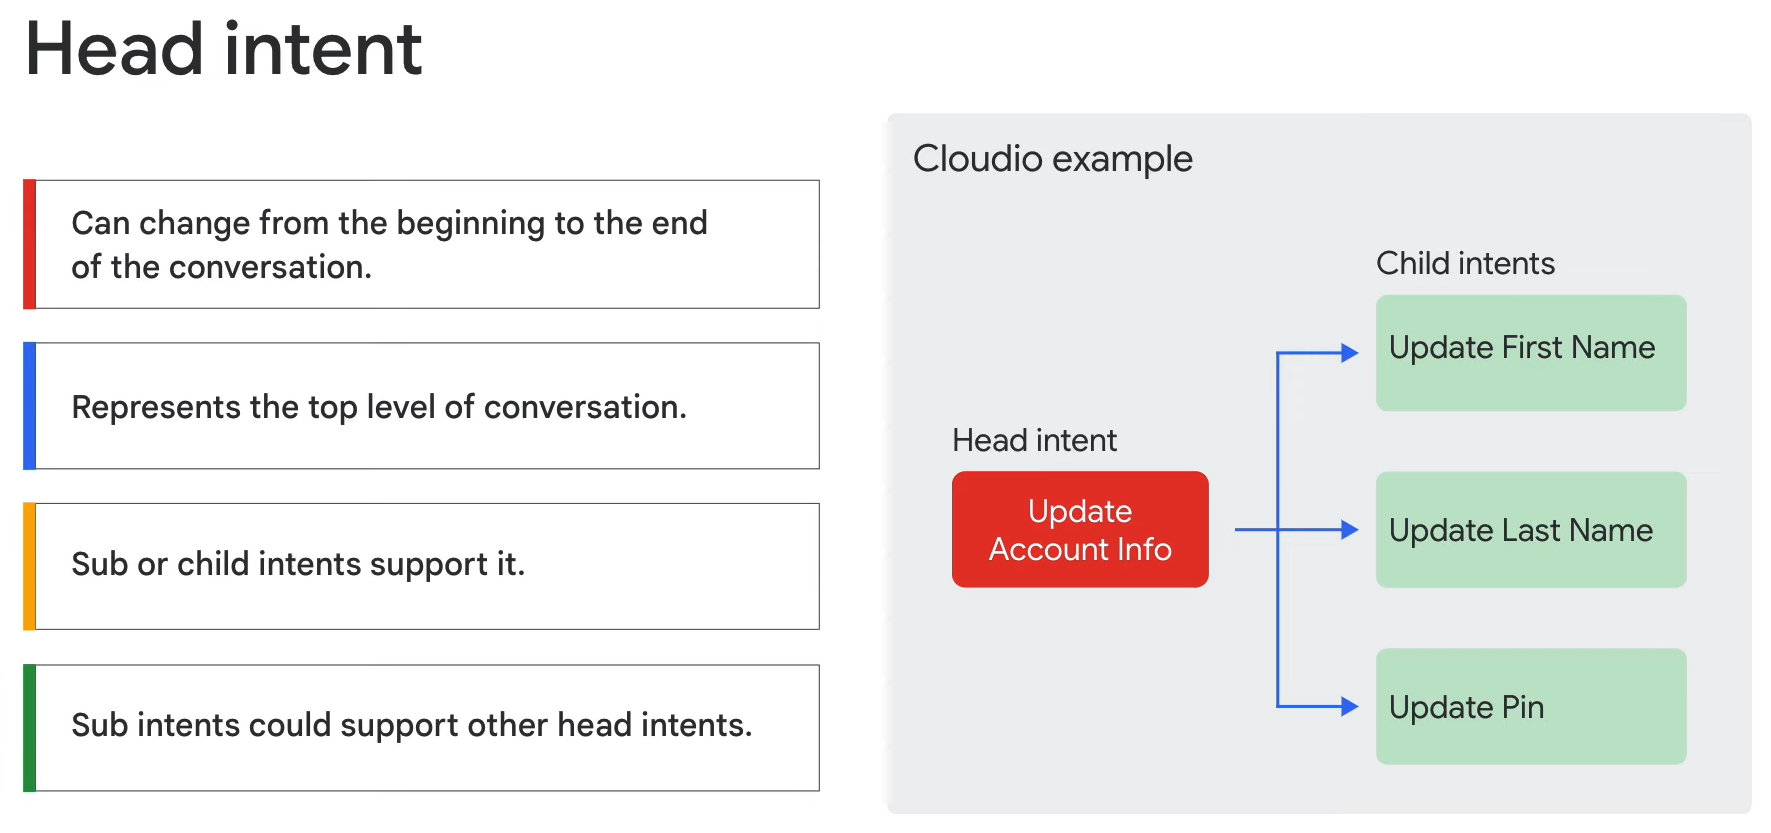 Head intent
Can change from the beginning to the end
of the conversation.
Represents the top level of conversation.
Sub or child intents support it.
Sub intents could support other head intents.
Cloudio example
Child intents
Update First Name
Head intent
Update
Account Info
Update Last Name
Update Pin